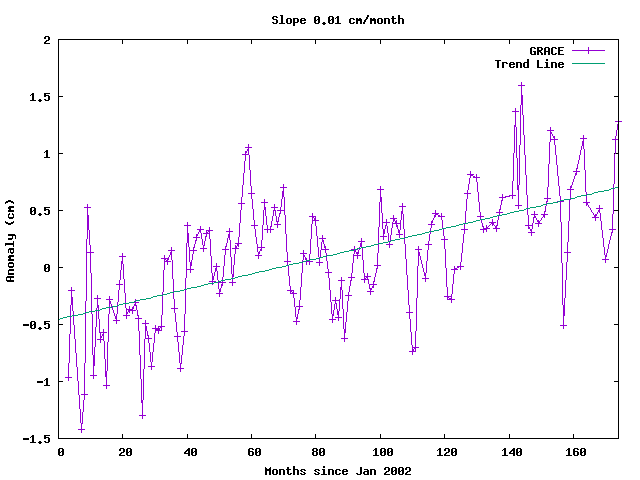 Slope 0.01 cm/month
GRACE
Trend Line
2
1.5
1
0.5
0
-0.5
-1
-1.5
Anomaly (cm)
0 20 40 60 80 100 120 140 160
Months since Jan 2002